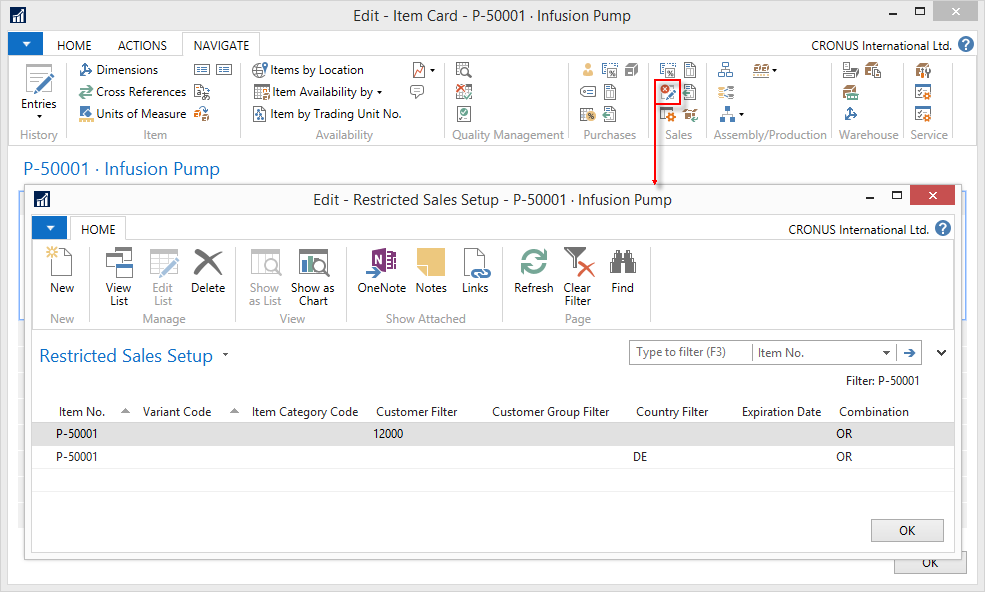 Edit - Item Card - P-50001 · Infusion Pump
HOME ACTIONS NAVIGATE CRONUS International Ltd.
Entries
History
Dimensions
Cross References
Units of Measure
Item
Items by Location
Item Availability by
Item by Trading Unit No.
Availability
Quality Management
Purchases
Sales
Assembly/Production
Warehouse
Service
P-50001 · Infusion Pump
Edit - Restricted Sales Setup - P-50001 · Infusion Pump
HOME CRONUS International Ltd.
New
New
View
List
Edit
List
Delete
Manage
Show
as List
Show as
Chart
View
OneNote
Notes
Links
Show Attached
Refresh
Clear
Filter
Find
Page
Restricted Sales Setup
Type to filter (F3) Item No.
Filter: P-50001
Item No. Variant Code Item Category Code Customer Filter Customer Group Filter Country Filter Expiration Date Combination
P-50001 12000 OR
P-50001 DE OR
OK
OK